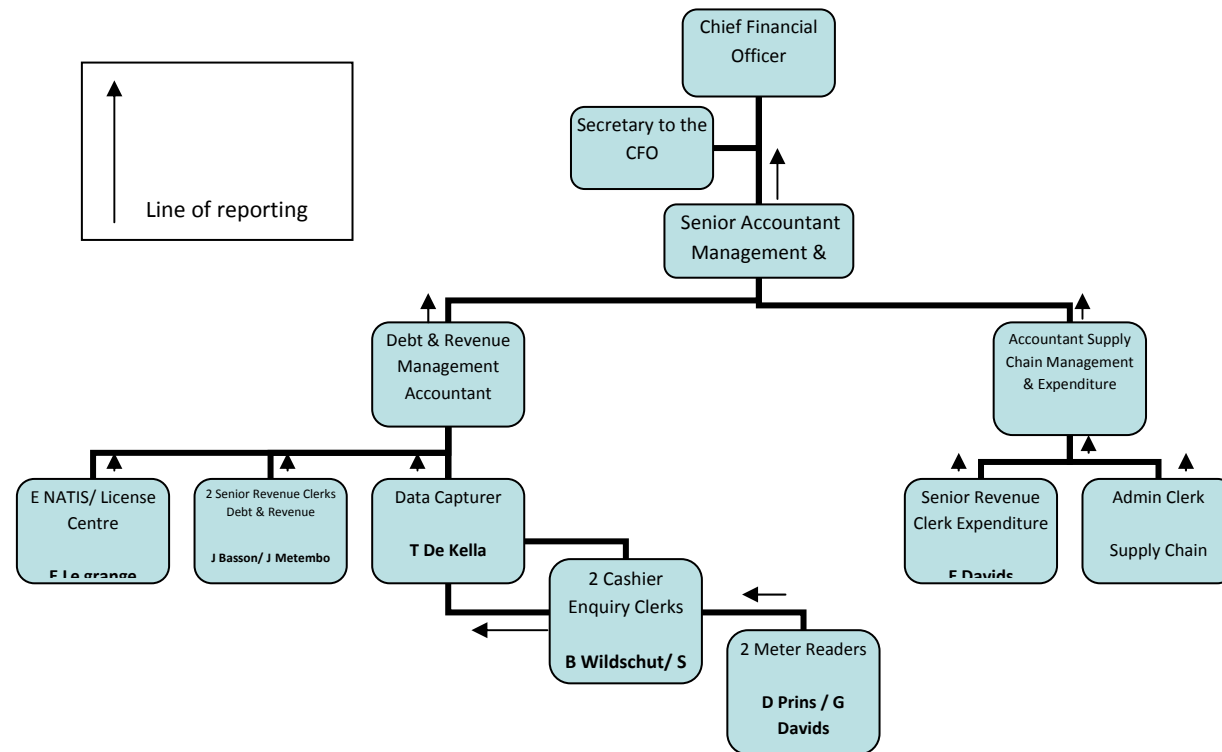 Chief Financial
Officer
Secretary to the
CFO
Line of reporting
Senior Accountant
Management &
Debt & Revenue
Management
Accountant
Accountant Supply
Chain Management
& Expenditure
E NATIS/ License
Centre
2 Senior Revenue Clerks
Debt & Revenue
J Basson/ J Metembo
Data Capturer
T De Kella
Senior Revenue
Clerk Expenditure
Davids
Admin Clerk
Supply Chain
2 Cashier
Enquiry Clerks
B Wildschut/ S
2 Meter Readers
D Prins / G
Davids